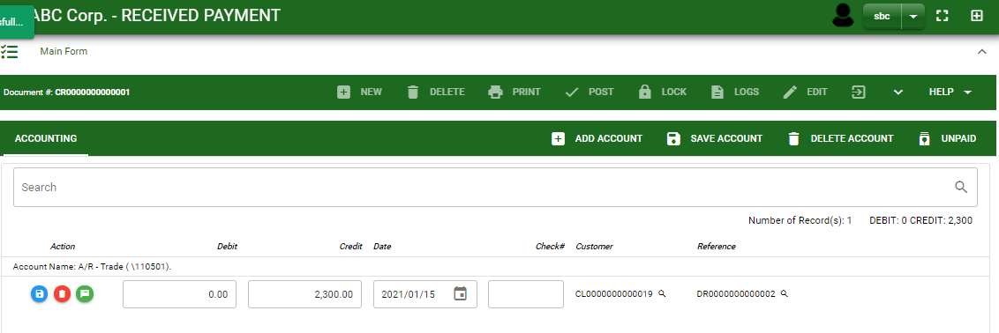 ABC Corp. - RECEIVED PAYMENT
sfull...
sbc
Main Form
Document #: CR0000000000001
NEW DELETE PRINT POST LOCK LOGS EDIT HELP
ACCOUNTING
ADD ACCOUNT SAVE ACCOUNT DELETE ACCOUNT UNPAID
Search
Number of Record(s): 1 DEBIT: 0 CREDIT: 2,300
Action Debit Credit Date Check# Customer Reference
Account Name: A/R - Trade ( \110501).
0.00 2,300.00 2021/01/15 CL0000000000019 DR0000000000002